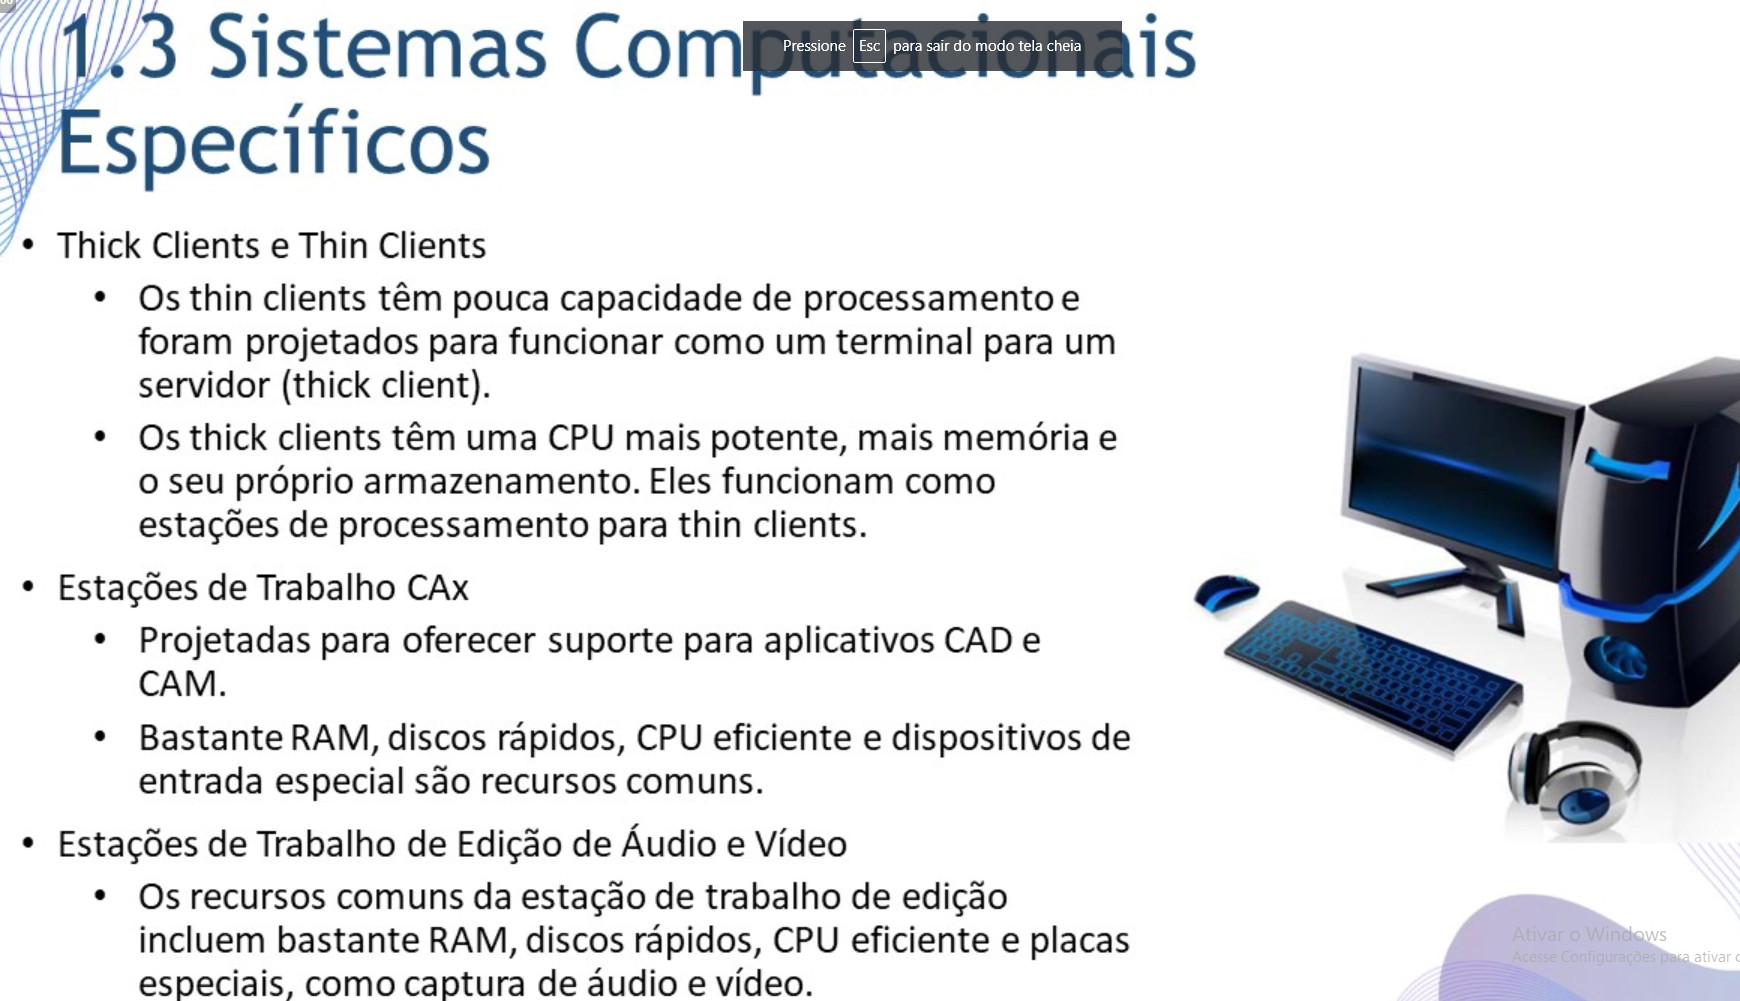 1.3 Sistemas Computacionais
Pressione Esc para sair do modo tela cheia
Específicos
• Thick Clients e Thin Clients
• Os thin clients têm pouca capacidade de processamento e
foram projetados para funcionar como um terminal para um
servidor (thick client).
• Os thick clients têm uma CPU mais potente, mais memória e
o seu próprio armazenamento. Eles funcionam como
estações de processamento para thin clients.
• Estações de Trabalho CAx
• Projetadas para oferecer suporte para aplicativos CAD e
CAM.
• Bastante RAM, discos rápidos, CPU eficiente e dispositivos de
entrada especial são recursos comuns.
• Estações de Trabalho de Edição de Áudio e Vídeo
• Os recursos comuns da estação de trabalho de edição
incluem bastante RAM, discos rápidos, CPU eficiente e placas
especiais, como captura de áudio e vídeo.
Ativar o Windows
Acesse Configurações para ativar